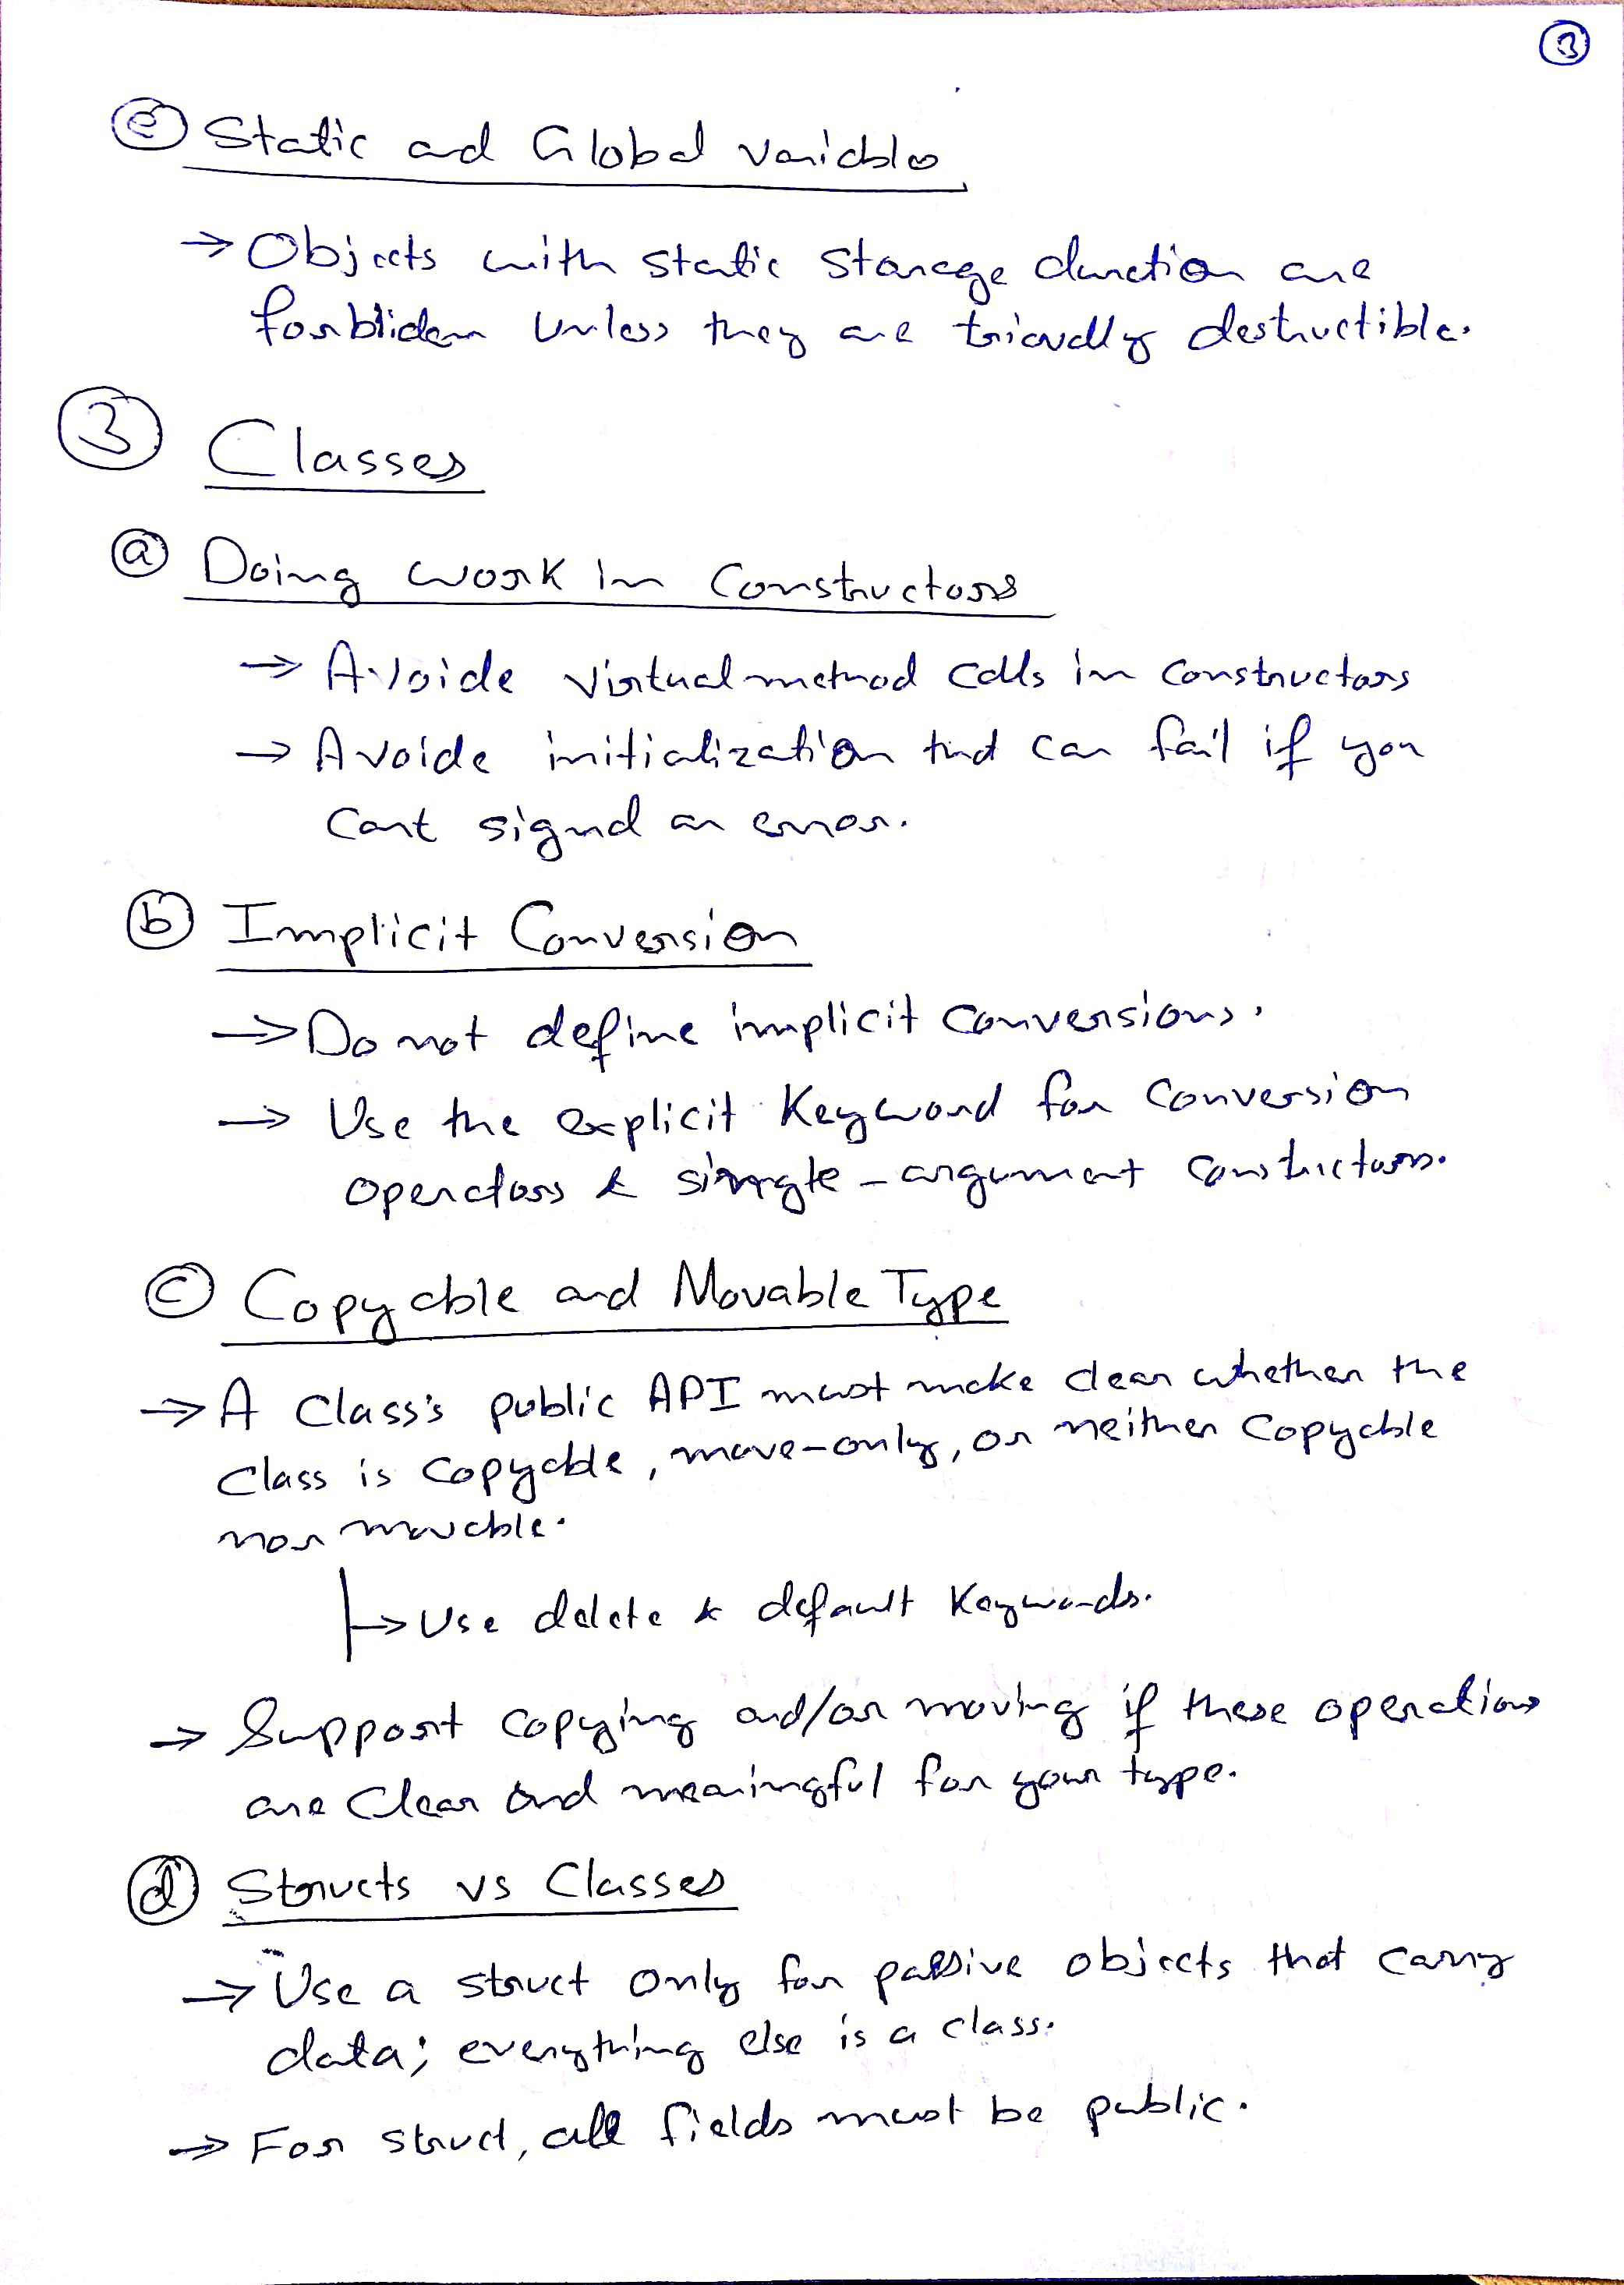 3
e Static and Global variables
→ Objects with static storage duration are
forbbiden unless they are trivially destructible.
3 Classes
a Doing work in Constructors
→ Avoide virtual method calls in constructors
→ Avoide initialization that can fail if you
cant signal an error.
b Implicit Conversion
→ Do not define implicit conversions.
→ Use the explicit keyword for conversion
operators & single-argument constructors.
c Copyable and Movable Type
→ A Class's public API must make clear whether the
class is copyable, move-only, or neither copyable
nor movable.
→ Use delete & default keywords.
→ Support copying and/or moving if these operations
are clear and meaningful for your type.
d Structs vs Classes
→ Use a struct only for passive objects that carry
data; everything else is a class.
→ For struct, all fields must be public.